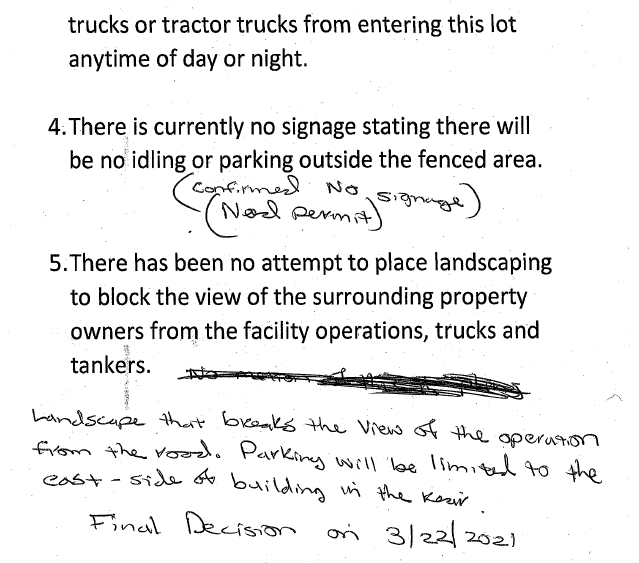 trucks or tractor trucks from entering this lot
anytime of day or night.
4. There is currently no signage stating there will
be no idling or parking outside the fenced area.
(Confirmed No signage)
(Need permit)
5. There has been no attempt to place landscaping
to block the view of the surrounding property
owners from the facility operations, trucks and
tankers.
Landscape that breaks the view of the operation
from the road. Parking will be limited to the
east-side of building in the
Final Decision on 3/22/2021